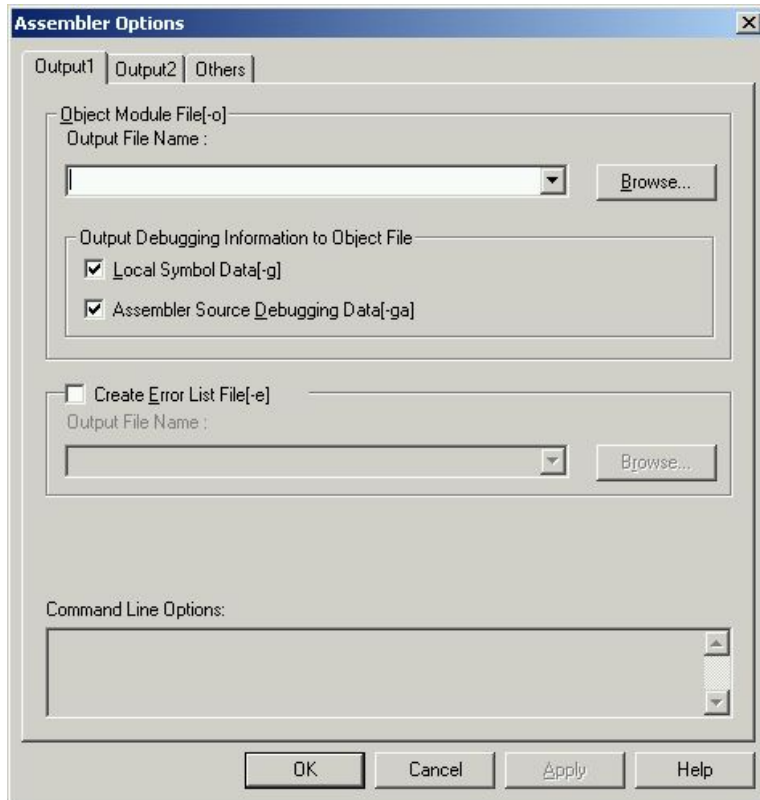 Assembler Options
Output1 Output2 Others
Object Module File[-o]
Output File Name :
Browse...
Output Debugging Information to Object File
Local Symbol Data[-g]
Assembler Source Debugging Data[-ga]
Create Error List File[-e]
Output File Name :
Browse...
Command Line Options:
OK Cancel Apply Help